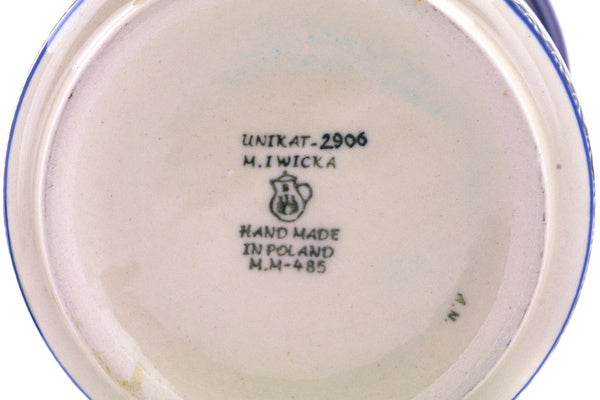 UNIKAT-2906
M.IWICKA
HAND MADE
IN POLAND
M.M-485
A.N.